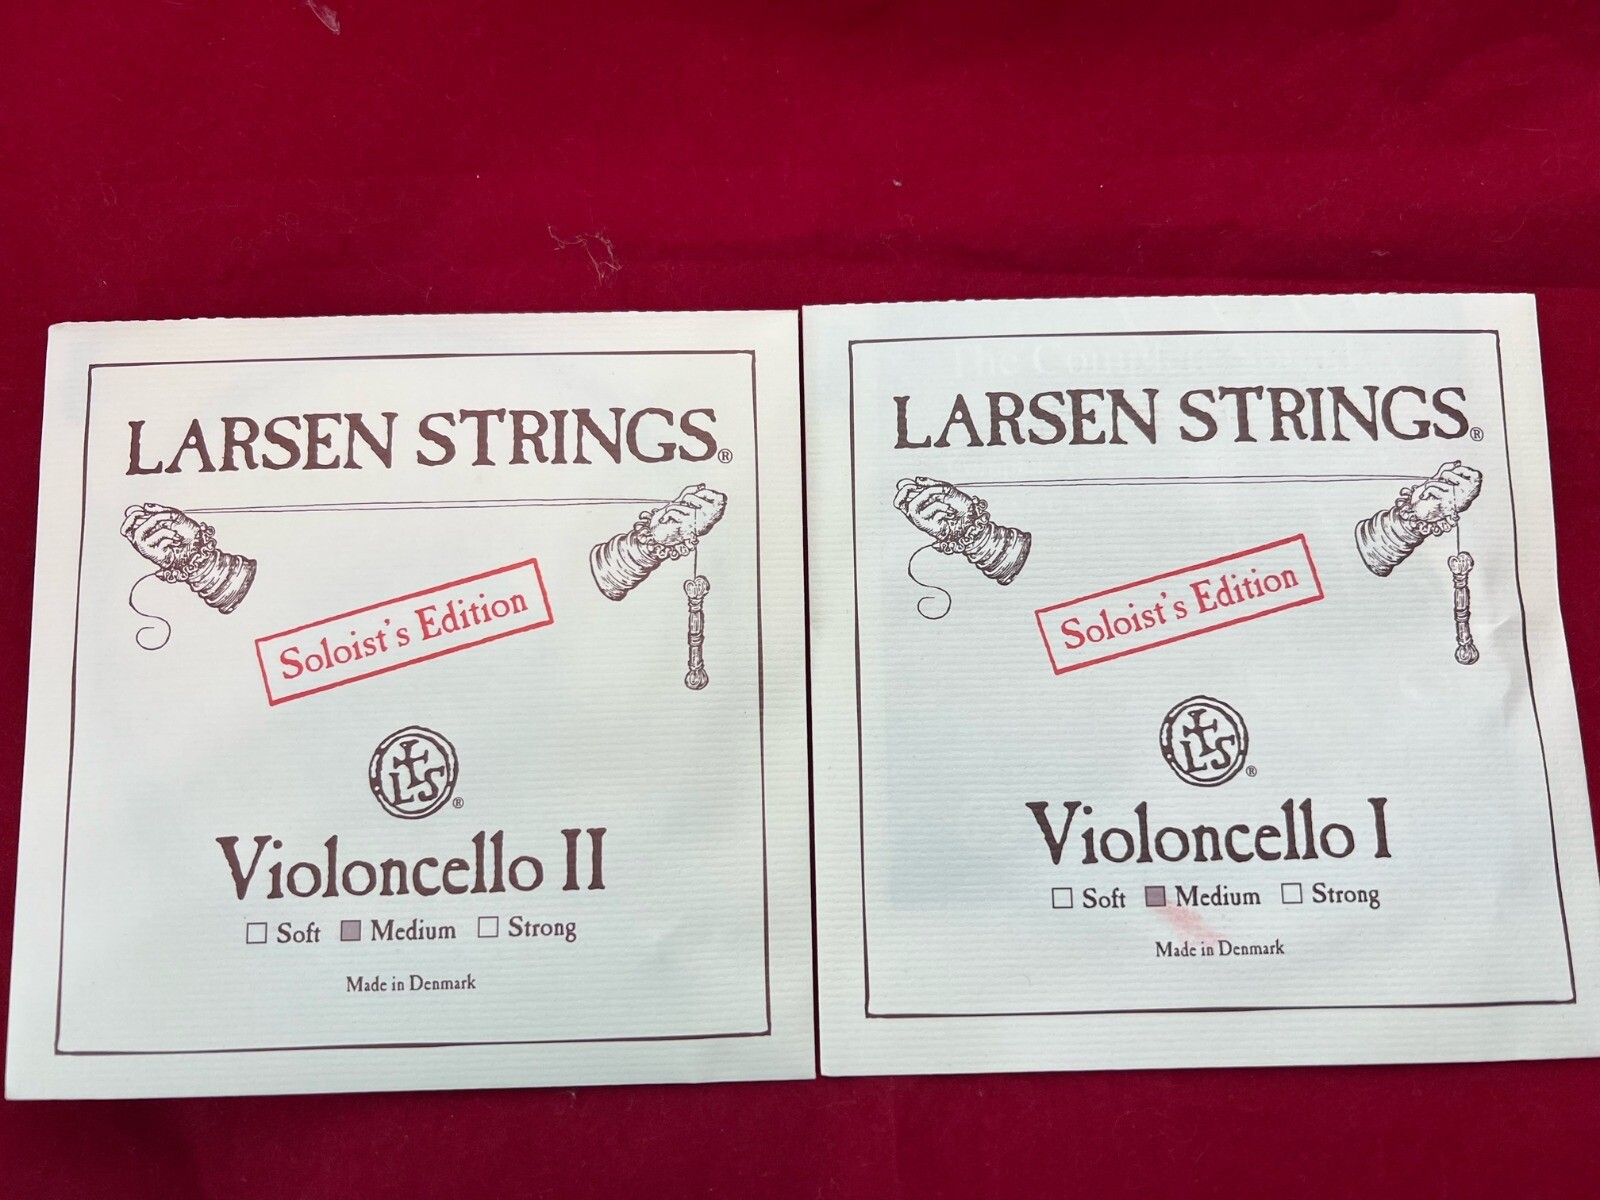 LARSEN STRINGS®
Soloist's Edition
LS®
Violoncello II
Soft Medium Strong
Made in Denmark
The
LARSEN STRINGS®
Soloist's Edition
LS®
Violoncello I
Soft Medium Strong
Made in Denmark